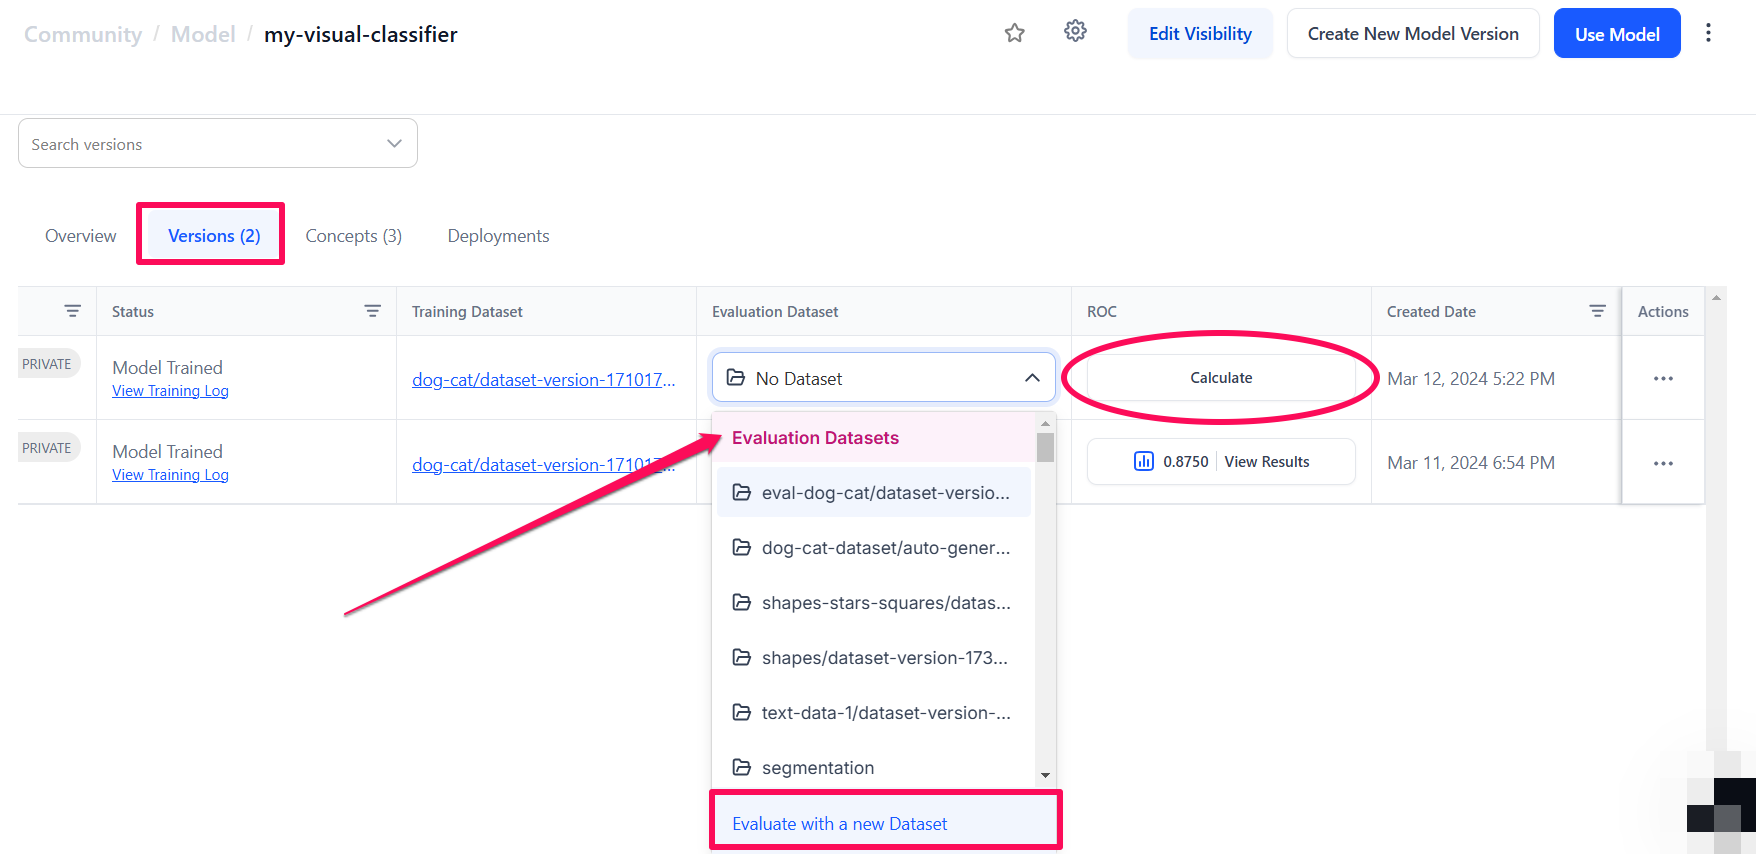 Community / Model / my-visual-classifier
Edit Visibility
Create New Model Version
Use Model
Search versions
Overview
Versions (2)
Concepts (3)
Deployments
Status
Training Dataset
Evaluation Dataset
ROC
Created Date
Actions
PRIVATE
Model Trained
View Training Log
dog-cat/dataset-version-171017...
No Dataset
Calculate
Mar 12, 2024 5:22 PM
PRIVATE
Model Trained
View Training Log
dog-cat/dataset-version-171017...
0.8750
View Results
Mar 11, 2024 6:54 PM
Evaluation Datasets
eval-dog-cat/dataset-versio...
dog-cat-dataset/auto-gener...
shapes-stars-squares/datas...
shapes/dataset-version-173...
text-data-1/dataset-version-...
segmentation
Evaluate with a new Dataset